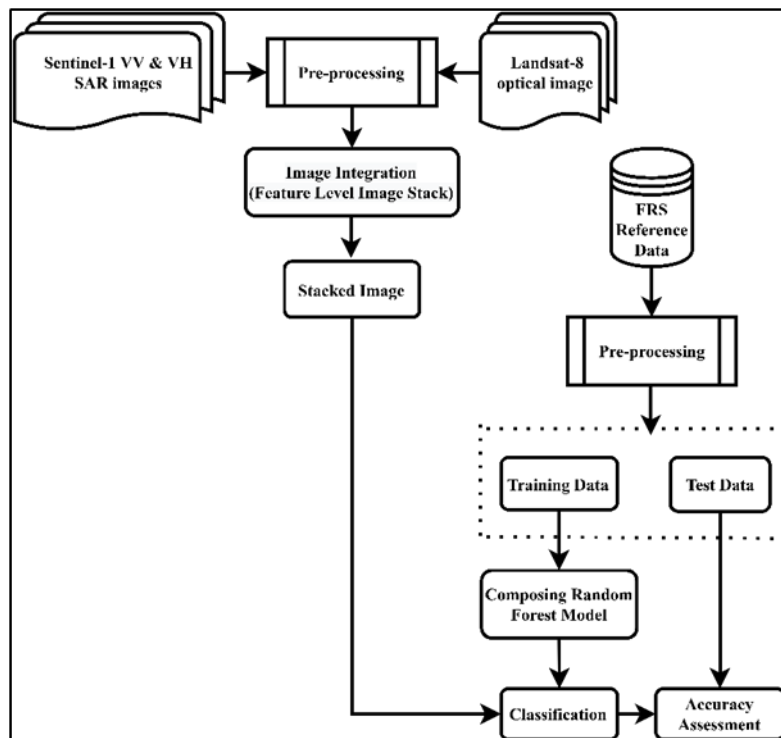 Sentinel-1 VV & VH
SAR images
Pre-processing
Landsat-8
optical image
Image Integration
(Feature Level Image Stack)
FRS
Reference
Data
Stacked Image
Pre-processing
Training Data
Test Data
Composing Random
Forest Model
Classification
Accuracy
Assessment